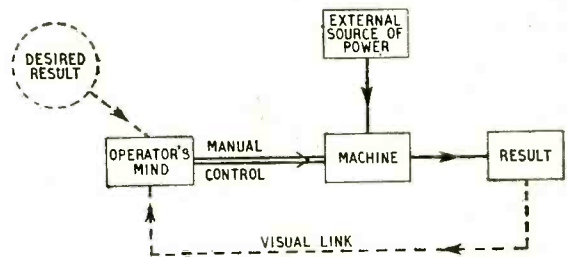 EXTERNAL
SOURCE OF
POWER
DESIRED
RESULT
OPERATOR'S
MIND
MANUAL
CONTROL
MACHINE
RESULT
VISUAL LINK